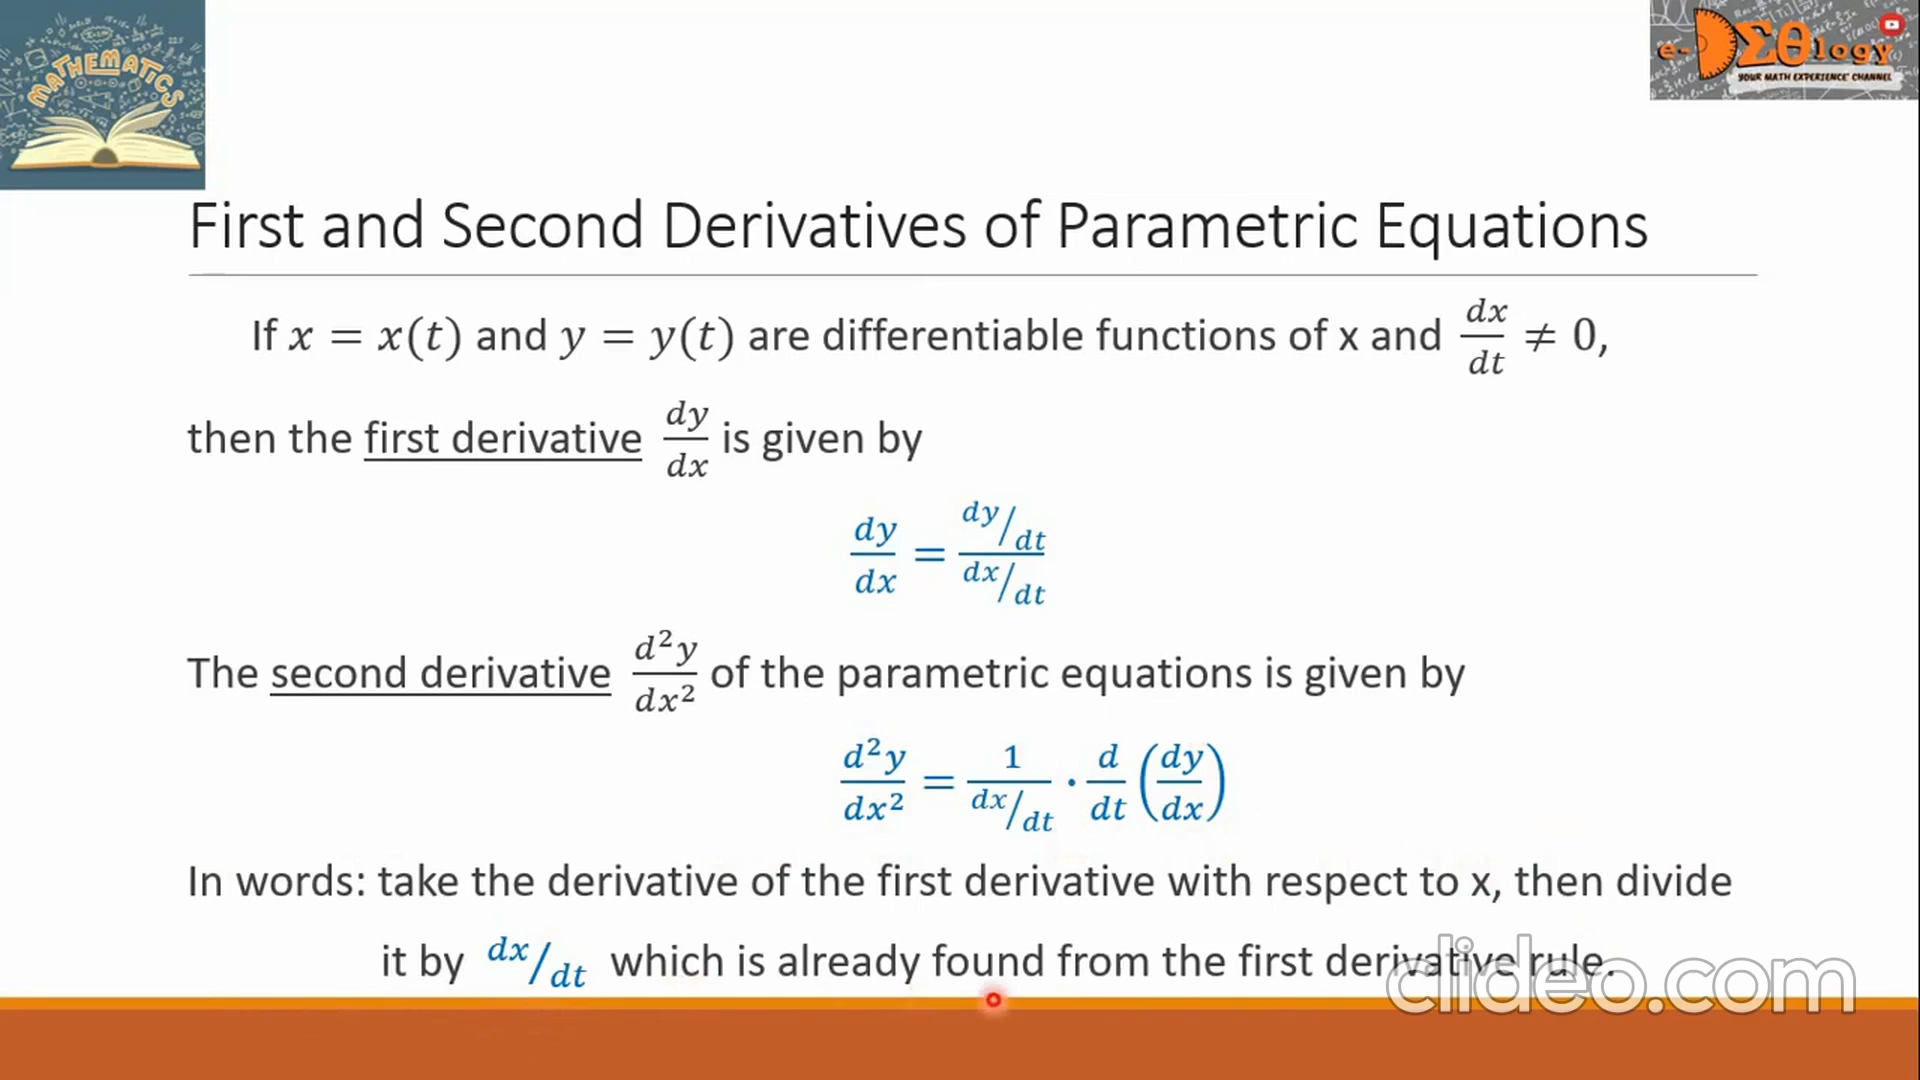 MATHEMATICS
e-DΣθlogy
YOUR MATH EXPERIENCE CHANNEL
First and Second Derivatives of Parametric Equations
If x = x(t) and y = y(t) are differentiable functions of x and dx/dt ≠ 0,
then the first derivative dy/dx is given by
dy/dx = (dy/dt)/(dx/dt)
The second derivative d²y/dx² of the parametric equations is given by
d²y/dx² = 1/(dx/dt) · d/dt (dy/dx)
In words: take the derivative of the first derivative with respect to x, then divide
it by dx/dt which is already found from the first derivative rule.
clideo.com